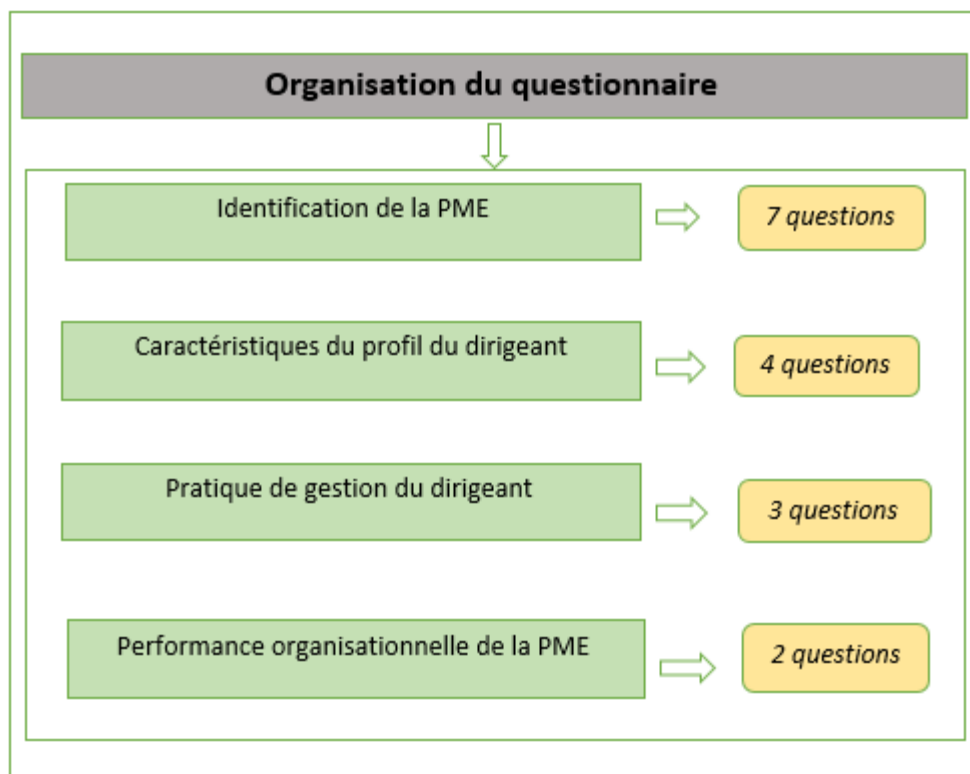 Organisation du questionnaire
Identification de la PME
7 questions
Caractéristiques du profil du dirigeant
4 questions
Pratique de gestion du dirigeant
3 questions
Performance organisationnelle de la PME
2 questions